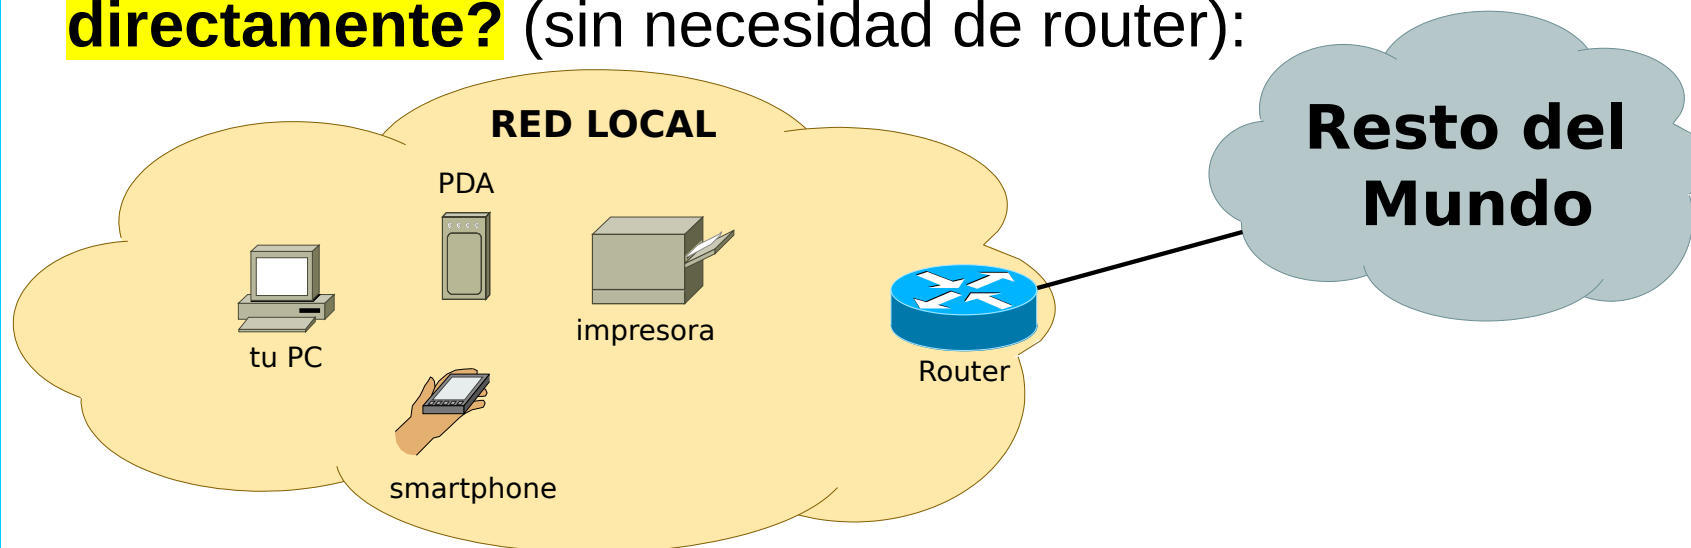 directamente? (sin necesidad de router):
RED LOCAL
Resto del
Mundo
PDA
impresora
tu PC
Router
smartphone